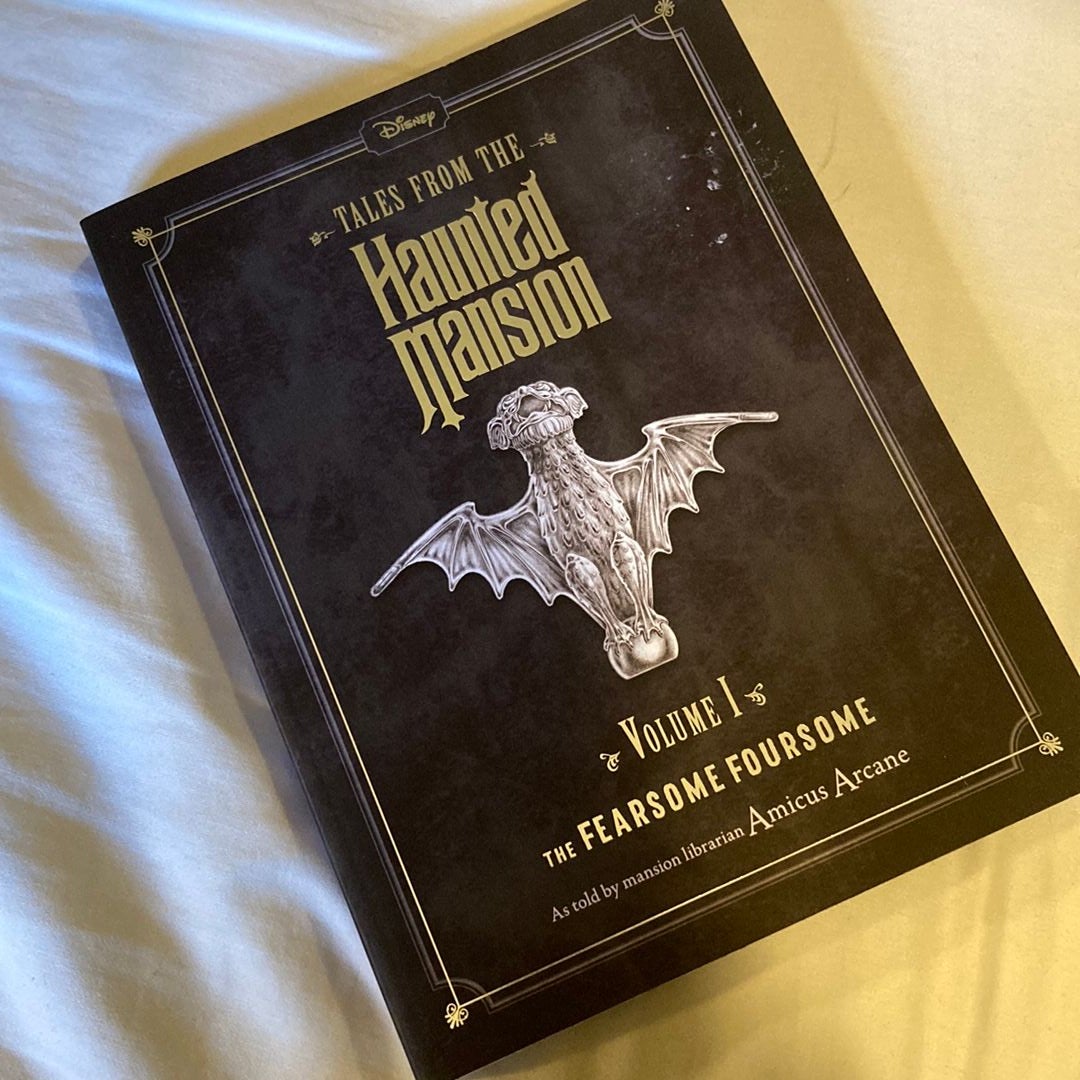 Disney
TALES FROM THE
Haunted
Mansion
VOLUME I
THE FEARSOME FOURSOME
As told by mansion librarian Amicus Arcane